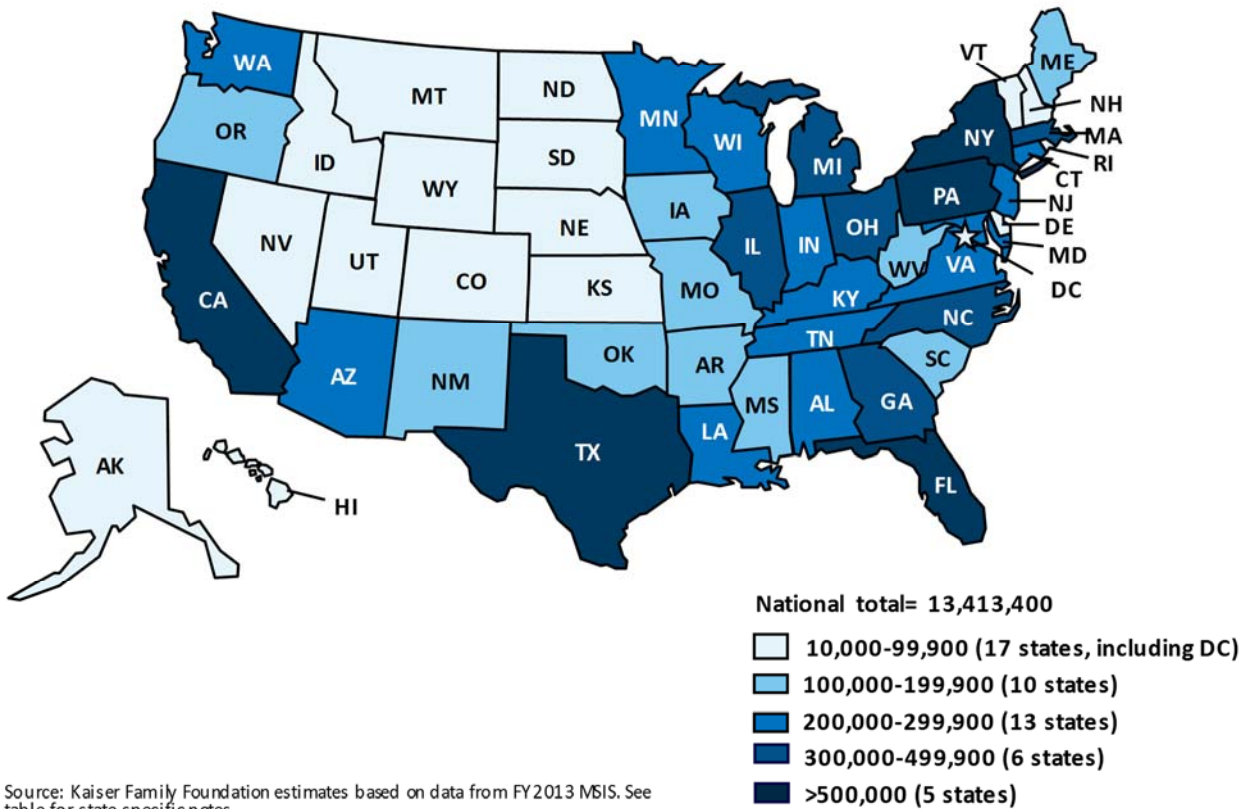 WA
MT
ND
MN
VT
ME
NH
OR
ID
SD
WI
NY
MA
WY
MI
RI
CT
PA
NJ
IA
NE
DE
NV
OH
UT
IL
IN
MD
CO
WV
VA
DC
CA
KS
MO
KY
NC
TN
OK
SC
AZ
NM
AR
MS
AL
GA
LA
TX
AK
FL
HI
National total= 13,413,400
10,000-99,900 (17 states, including DC)
100,000-199,900 (10 states)
200,000-299,900 (13 states)
300,000-499,900 (6 states)
>500,000 (5 states)
Source: Kaiser Family Foundation estimates based on data from FY2013 MSIS. See
table for state specific notes